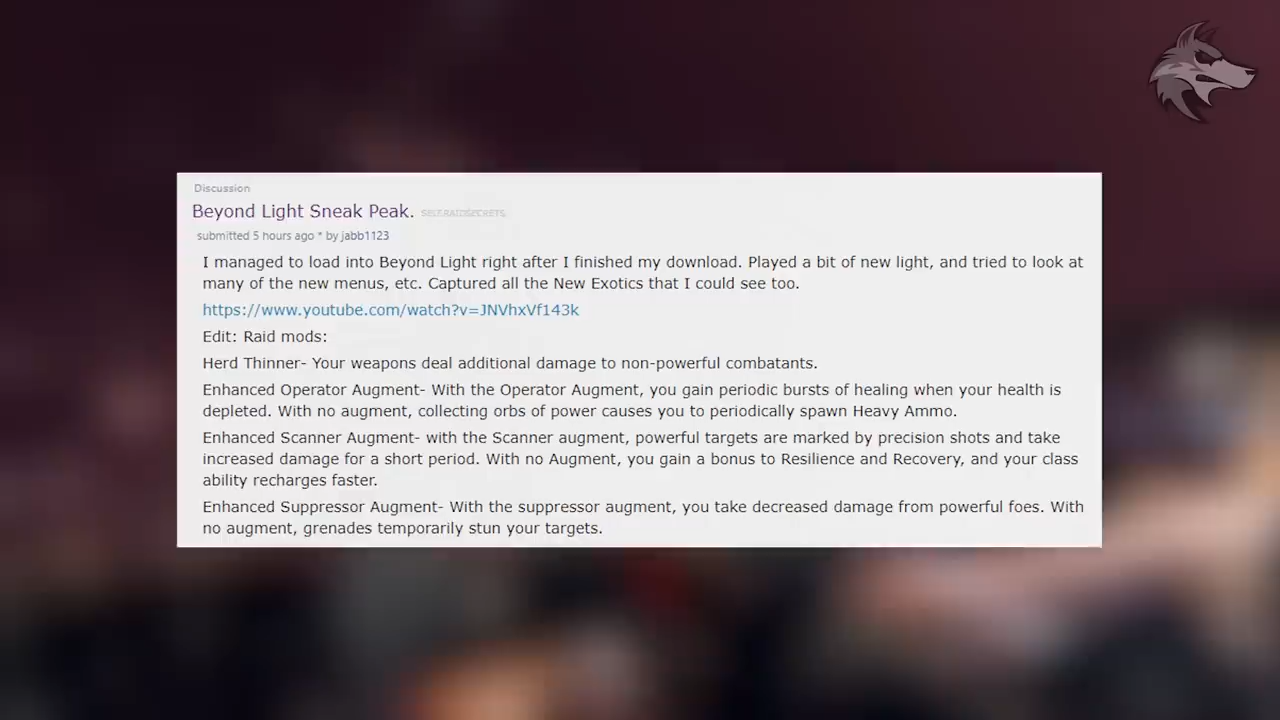 Discussion
Beyond Light Sneak Peak. SELF.RAIDSECRETS
submitted 5 hours ago * by jabb1123
I managed to load into Beyond Light right after I finished my download. Played a bit of new light, and tried to look at
many of the new menus, etc. Captured all the New Exotics that I could see too.
https://www.youtube.com/watch?v=JNVhxVf143k
Edit: Raid mods:
Herd Thinner- Your weapons deal additional damage to non-powerful combatants.
Enhanced Operator Augment- With the Operator Augment, you gain periodic bursts of healing when your health is
depleted. With no augment, collecting orbs of power causes you to periodically spawn Heavy Ammo.
Enhanced Scanner Augment- with the Scanner augment, powerful targets are marked by precision shots and take
increased damage for a short period. With no Augment, you gain a bonus to Resilience and Recovery, and your class
ability recharges faster.
Enhanced Suppressor Augment- With the suppressor augment, you take decreased damage from powerful foes. With
no augment, grenades temporarily stun your targets.